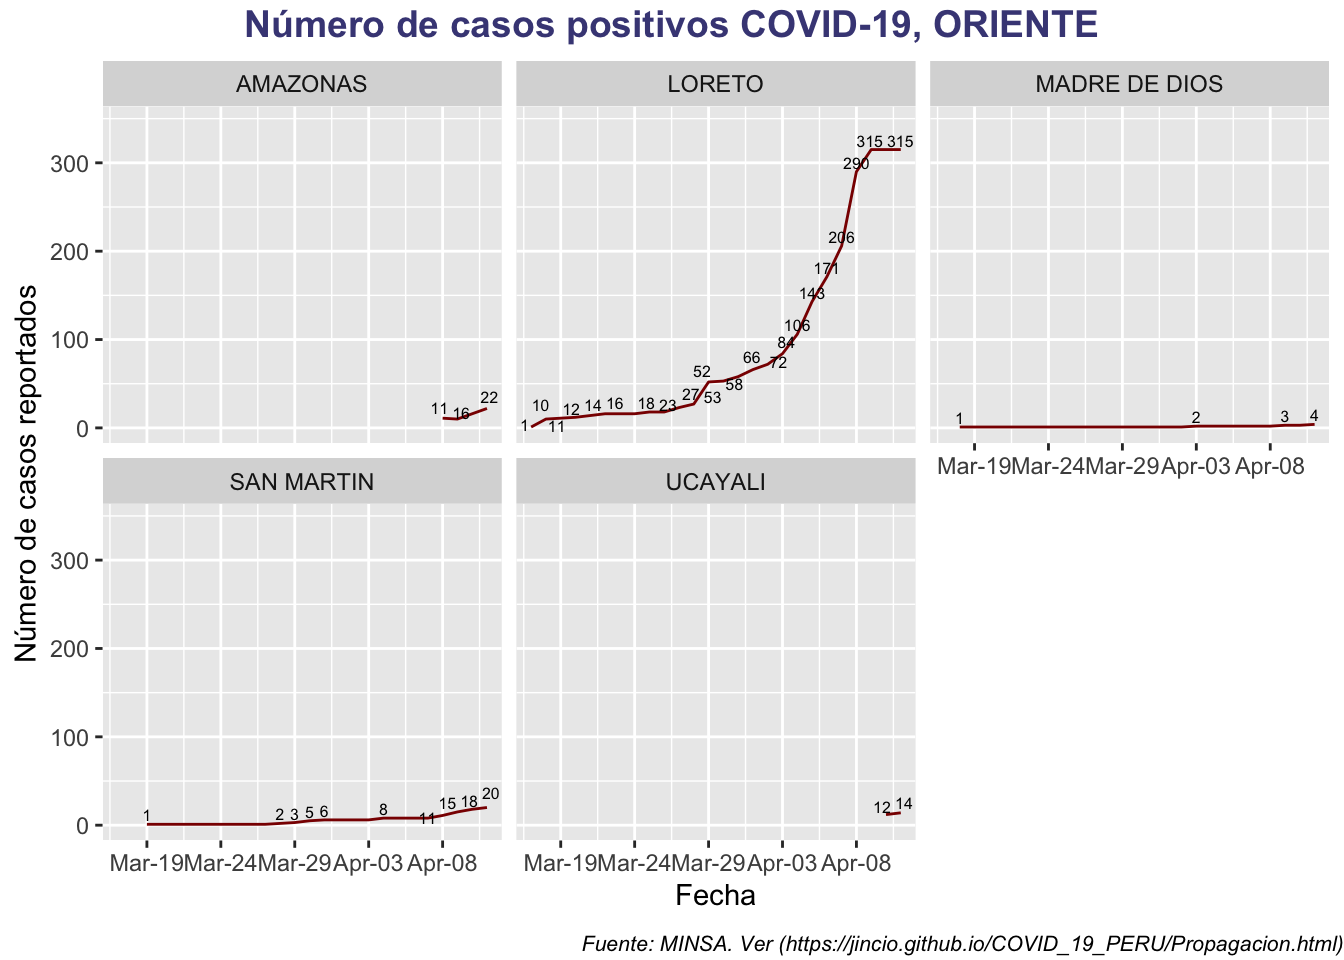 Número de casos positivos COVID-19, ORIENTE
AMAZONAS
LORETO
MADRE DE DIOS
Número de casos reportados
300
200
100
0
11 16 22
1 10 11 12 14 16 18 23 27 52 53 58 66 72 84 106 143 171 206 290 315 315
1 2 3 4
Mar-19 Mar-24 Mar-29 Apr-03 Apr-08
SAN MARTIN
UCAYALI
300
200
100
0
1 2 3 5 6 8 11 15 18 20
12 14
Mar-19 Mar-24 Mar-29 Apr-03 Apr-08
Mar-19 Mar-24 Mar-29 Apr-03 Apr-08
Fecha
Fuente: MINSA. Ver (https://jincio.github.io/COVID_19_PERU/Propagacion.html)